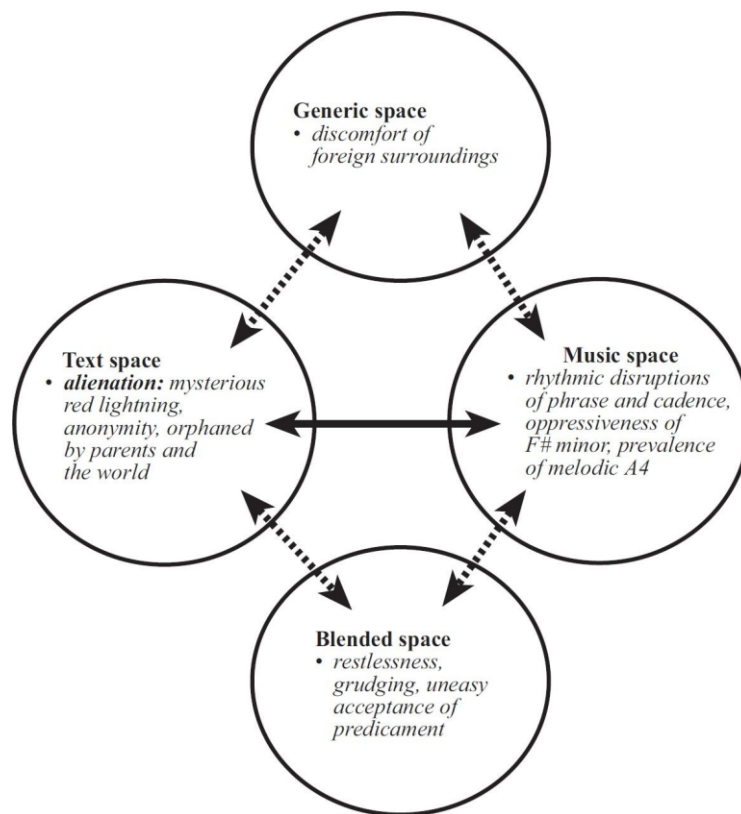 Generic space
• discomfort of
foreign surroundings
Text space
• alienation: mysterious
red lightning,
anonymity, orphaned
by parents and
the world
Music space
• rhythmic disruptions
of phrase and cadence,
oppressiveness of
F# minor, prevalence
of melodic A4
Blended space
• restlessness,
grudging, uneasy
acceptance of
predicament